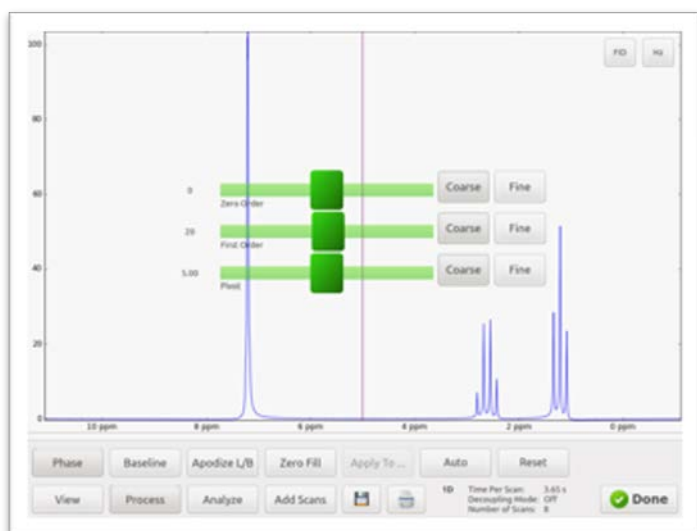 100
FID Hz
80
60
0 Coarse Fine
Zero Order
20 Coarse Fine
First Order
40
5.00 Coarse Fine
Pivot
20
0
10 ppm 8 ppm 6 ppm 4 ppm 2 ppm 0 ppm
Phase Baseline Apodize L/B Zero Fill Apply To ... Auto Reset
View Process Analyze Add Scans 1D Time Per Scan: 3.65 s
Decoupling Mode: Off
Number of Scans: 8
Done